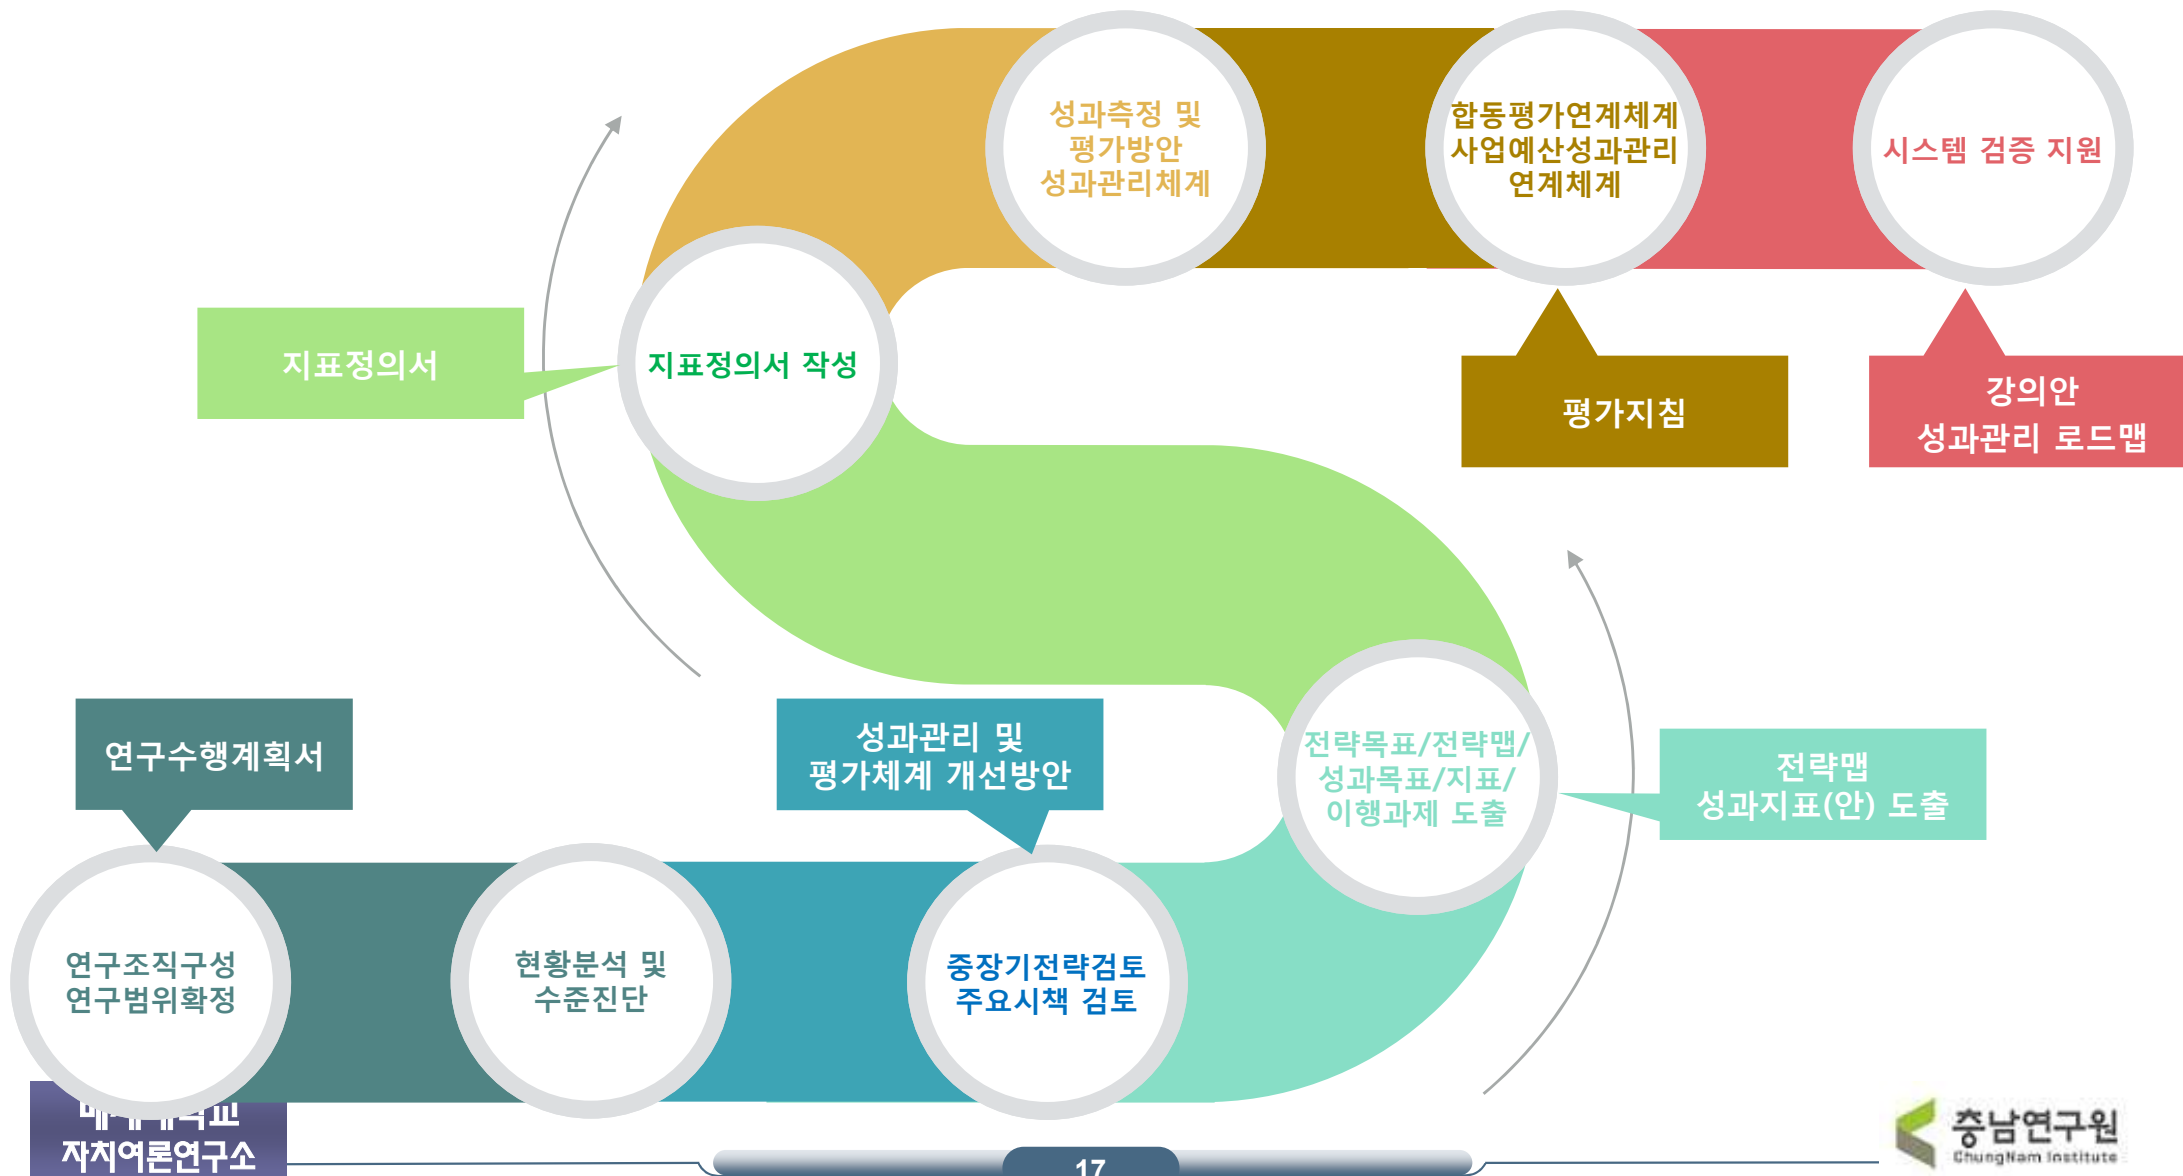 성과측정 및
평가방안
성과관리체계
합동평가연계체계
사업예산성과관리
연계체계
시스템 검증 지원
지표정의서
지표정의서 작성
평가지침
강의안
성과관리 로드맵
연구수행계획서
성과관리 및
평가체계 개선방안
전략목표/전략맵/
성과목표/지표/
이행과제 도출
전략맵
성과지표(안) 도출
연구조직구성
연구범위확정
현황분석 및
수준진단
중장기전략검토
주요시책 검토
자치여론연구소
17
충남연구원
ChungNam Institute